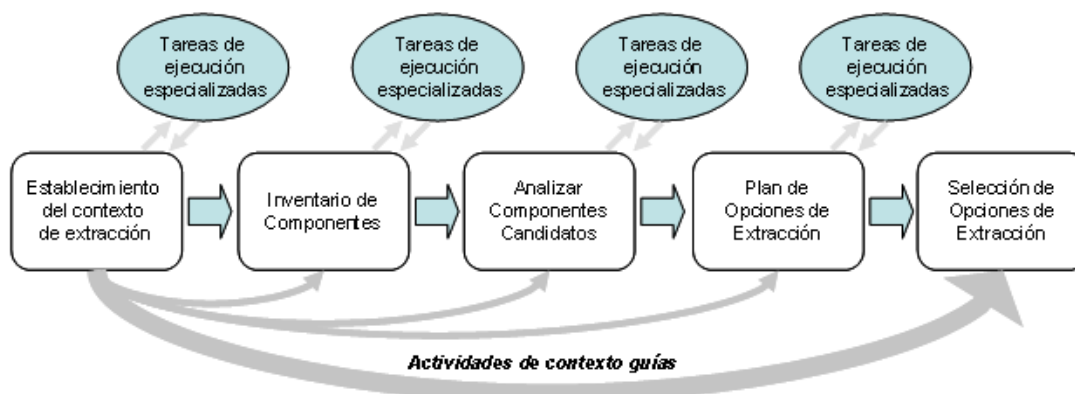 Tareas de
ejecución
especializadas
Tareas de
ejecución
especializadas
Tareas de
ejecución
especializadas
Tareas de
ejecución
especializadas
Establecimiento
del contexto
de extracción
Inventario de
Componentes
Analizar
Componentes
Candidatos
Plan de
Opciones de
Extracción
Selección de
Opciones de
Extracción
Actividades de contexto guías